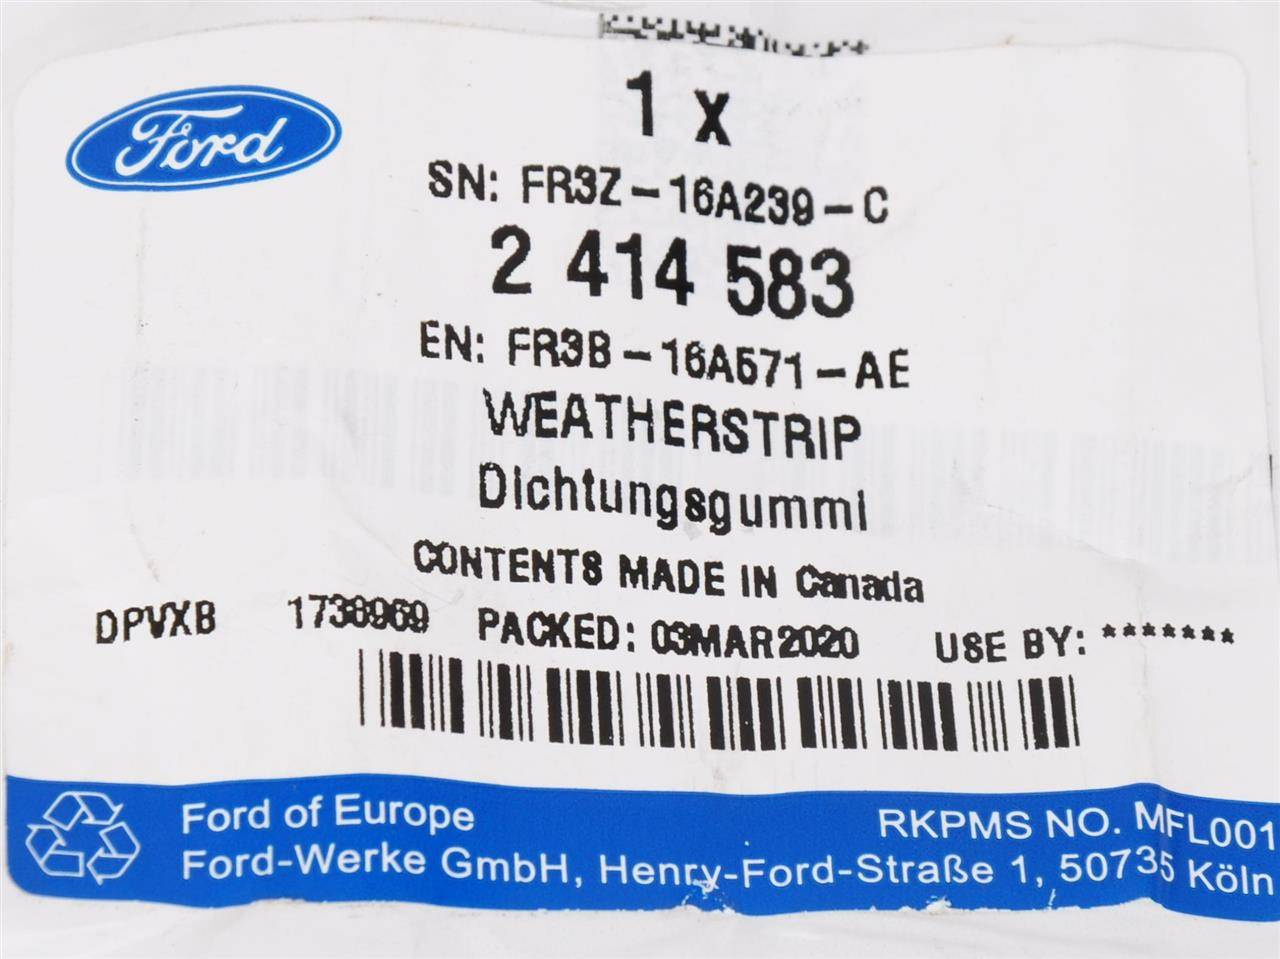 Ford
1 x
SN: FR3Z-16A239-C
2 414 583
EN: FR3B-16A571-AE
WEATHERSTRIP
Dichtungsgummi
CONTENTS MADE IN Canada
DPVXB 1738969 PACKED: 03MAR2020 USE BY: *******
Ford of Europe RKPMS NO. MFL001
Ford-Werke GmbH, Henry-Ford-Straße 1, 50735 Köln